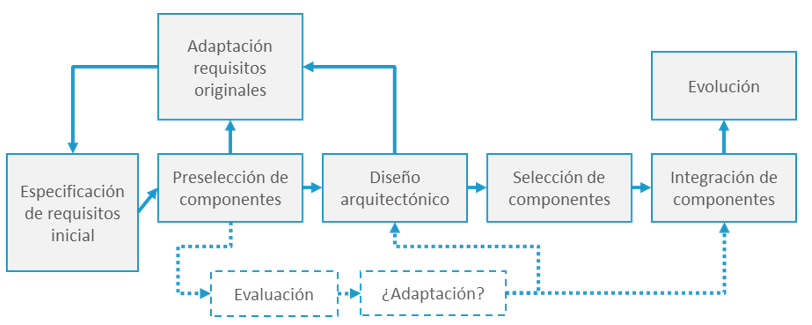 Adaptación
requisitos
originales
Evolución
Especificación
de requisitos
inicial
Preselección de
componentes
Diseño
arquitectónico
Selección de
componentes
Integración de
componentes
Evaluación
¿Adaptación?